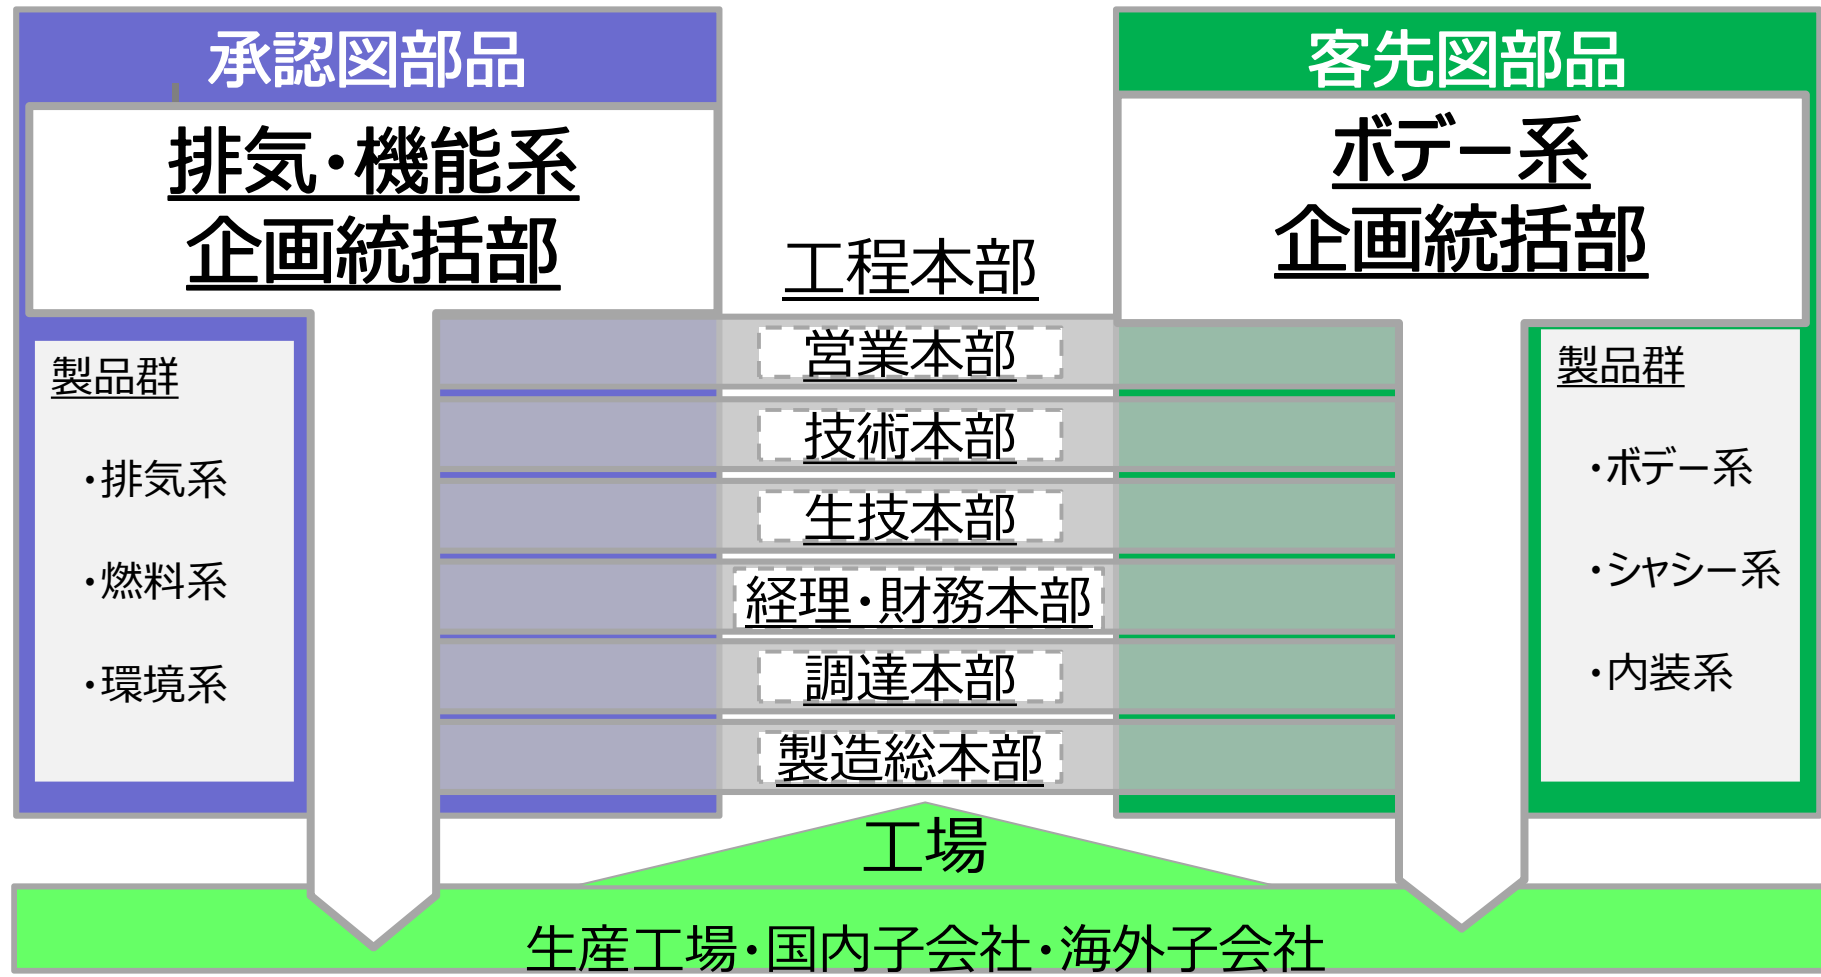 承認図部品
排気・機能系
企画統括部
製品群
・排気系
・燃料系
・環境系
工程本部
営業本部
技術本部
生技本部
経理・財務本部
調達本部
製造総本部
客先図部品
ボデー系
企画統括部
製品群
・ボデー系
・シャシー系
・内装系
工場
生産工場・国内子会社・海外子会社